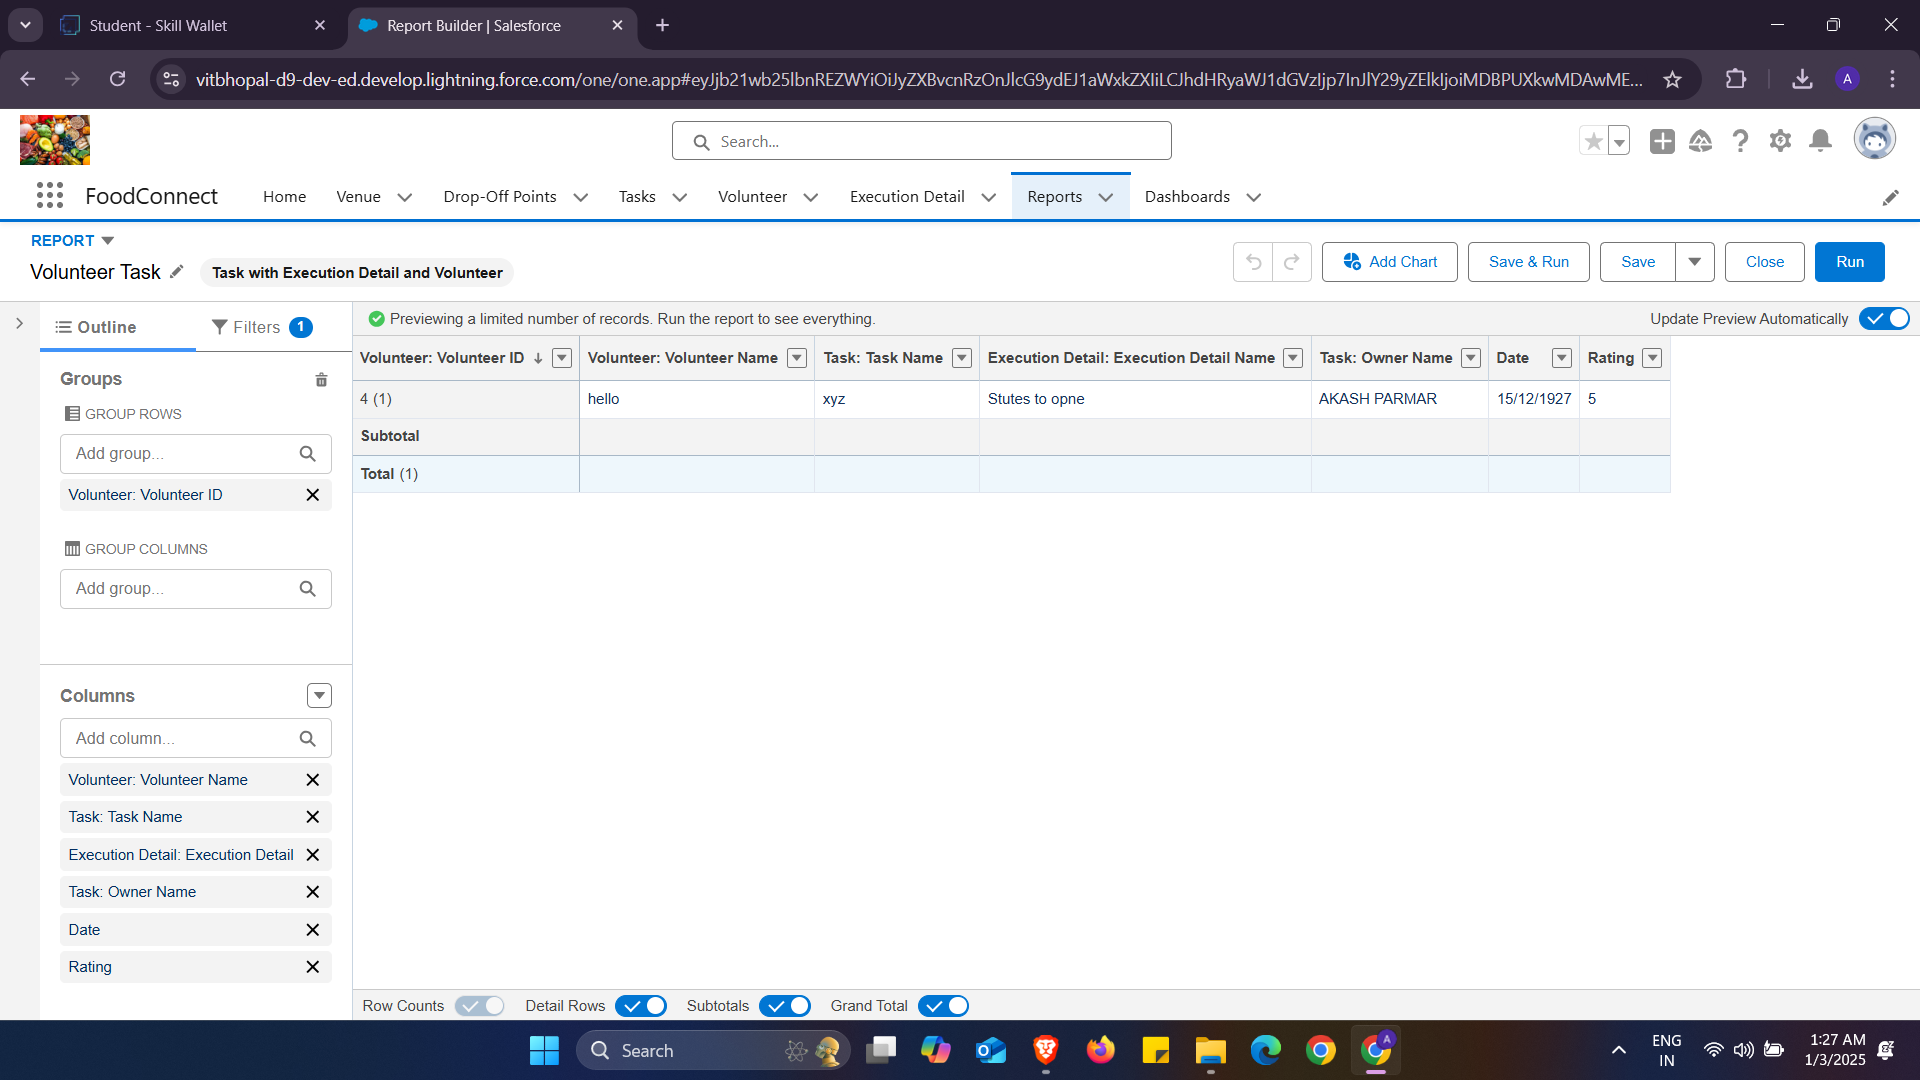 Student - Skill Wallet
Report Builder | Salesforce
vitbhopal-d9-dev-ed.develop.lightning.force.com/one/one.app#
A
Search...
FoodConnect
Home
Venue
Drop-Off Points
Tasks
Volunteer
Execution Detail
Reports
Dashboards
REPORT
Volunteer Task
Task with Execution Detail and Volunteer
Add Chart
Save & Run
Save
Close
Run
Outline
Filters 1
Previewing a limited number of records. Run the report to see everything.
Update Preview Automatically
Groups
GROUP ROWS
Add group...
Volunteer: Volunteer ID
GROUP COLUMNS
Add group...
Columns
Add column...
Volunteer: Volunteer Name
Task: Task Name
Execution Detail: Execution Detail
Task: Owner Name
Date
Rating
Volunteer: Volunteer ID Volunteer: Volunteer Name Task: Task Name Execution Detail: Execution Detail Name Task: Owner Name Date Rating
4 (1) hello xyz Stutes to opne AKASH PARMAR 15/12/1927 5
Subtotal
Total (1)
Row Counts
Detail Rows
Subtotals
Grand Total
Search
A
ENG
IN
1:27 AM
1/3/2025